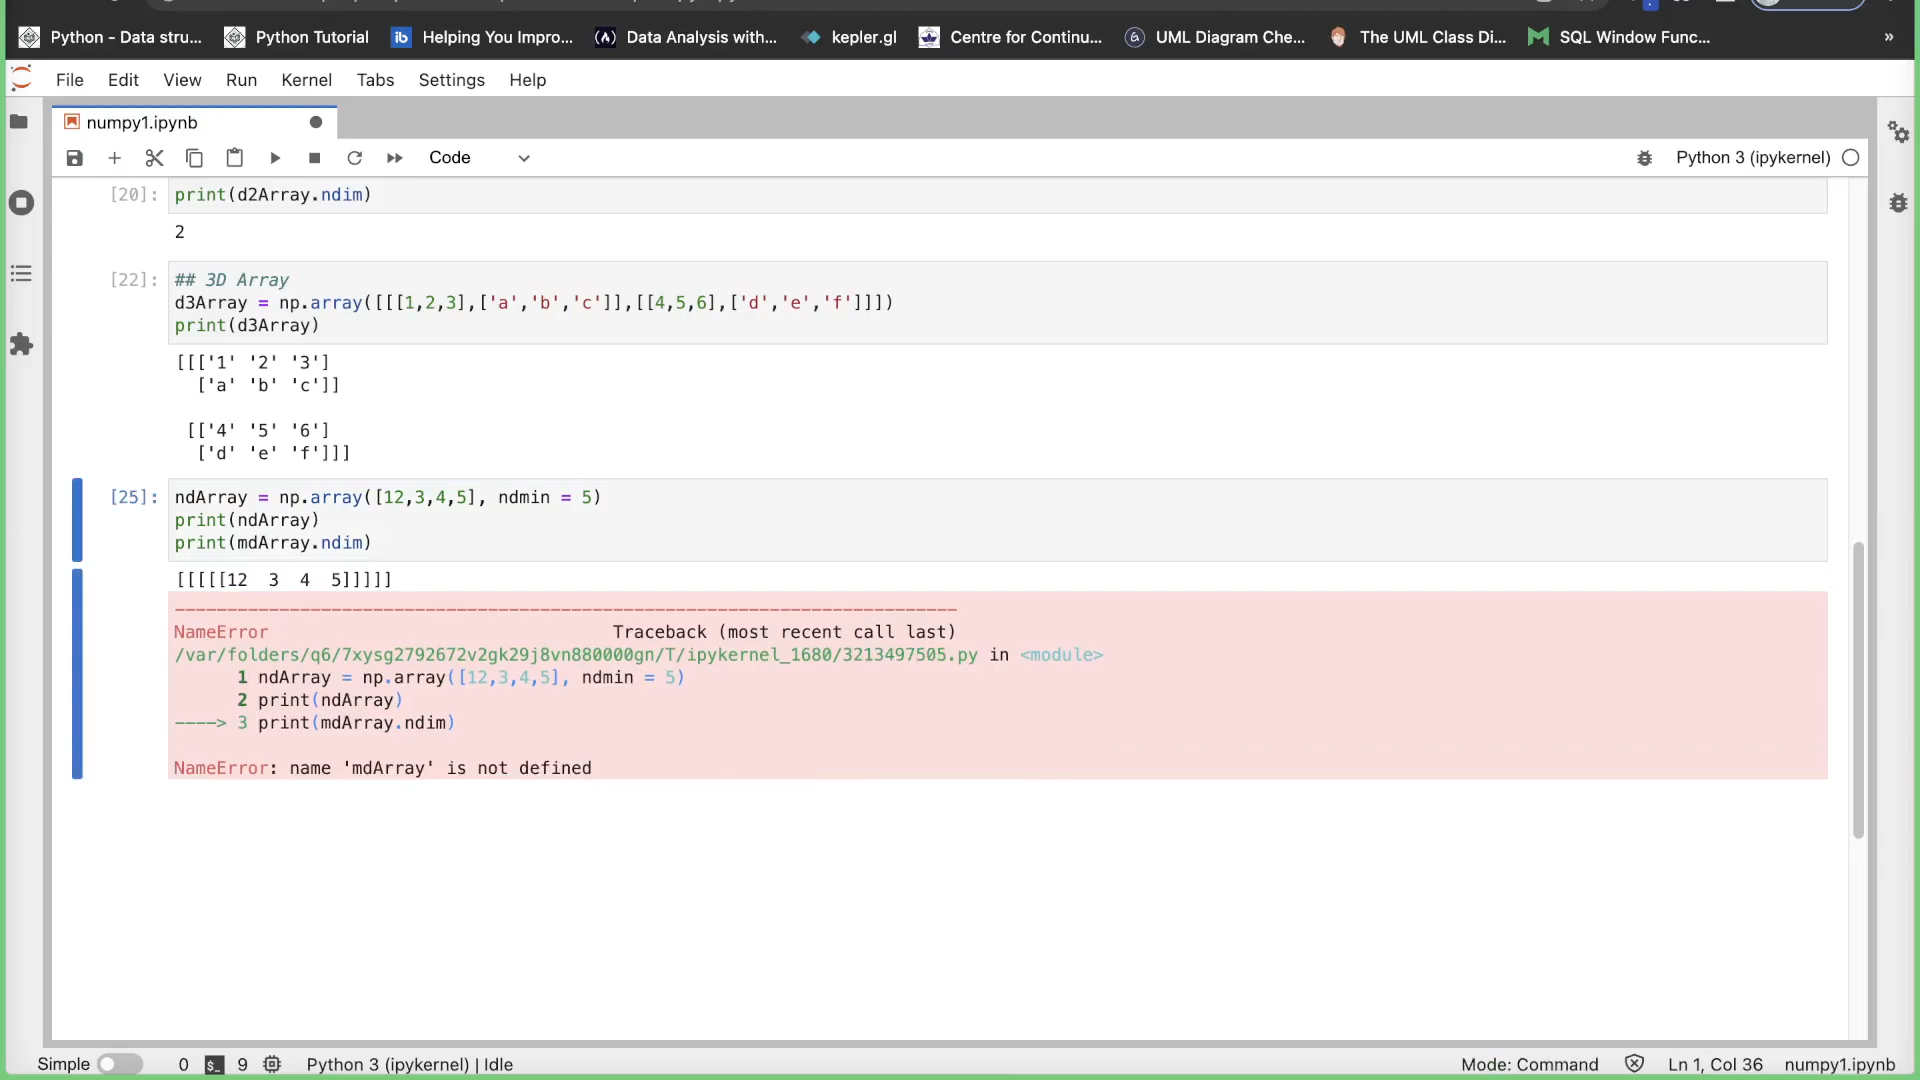 Python - Data stru...
Python Tutorial
Helping You Impro...
Data Analysis with...
kepler.gl
Centre for Continu...
UML Diagram Che...
The UML Class Di...
SQL Window Func...
»
File Edit View Run Kernel Tabs Settings Help
numpy1.ipynb
Code
Python 3 (ipykernel)
[20]: print(d2Array.ndim)
2
[22]: ## 3D Array
d3Array = np.array([[[1,2,3],['a','b','c']],[[4,5,6],['d','e','f']]])
print(d3Array)
[[['1' '2' '3']
['a' 'b' 'c']]
[['4' '5' '6']
['d' 'e' 'f']]]
[25]: ndArray = np.array([12,3,4,5], ndmin = 5)
print(ndArray)
print(mdArray.ndim)
[[[[[12 3 4 5]]]]]
---------------------------------------------------------------------------
NameError Traceback (most recent call last)
/var/folders/q6/7xysg2792672v2gk29j8vn880000gn/T/ipykernel_1680/3213497505.py in <module>
1 ndArray = np.array([12,3,4,5], ndmin = 5)
2 print(ndArray)
----> 3 print(mdArray.ndim)
NameError: name 'mdArray' is not defined
Simple 0 $_ 9 Python 3 (ipykernel) | Idle Mode: Command Ln 1, Col 36 numpy1.ipynb